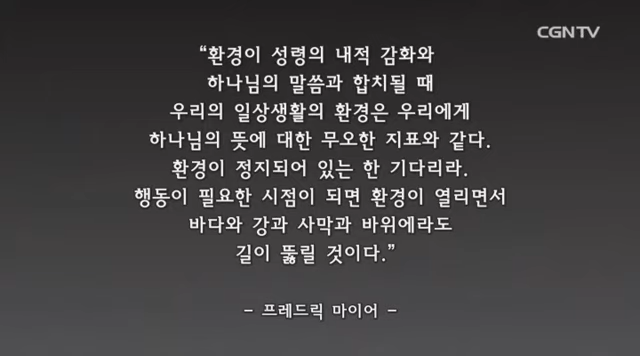 CGNTV
“환경이 성령의 내적 감화와
하나님의 말씀과 합치될 때
우리의 일상생활의 환경은 우리에게
하나님의 뜻에 대한 무오한 지표와 같다.
환경이 정지되어 있는 한 기다리라.
행동이 필요한 시점이 되면 환경이 열리면서
바다와 강과 사막과 바위에라도
길이 뚫릴 것이다.”
- 프레드릭 마이어 -